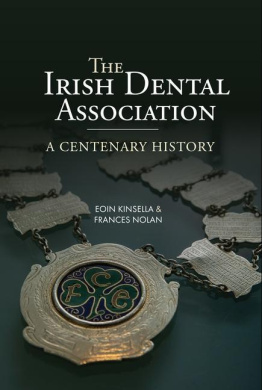 The
Irish Dental
Association
A Centenary History
EOIN KINSELLA &
FRANCES NOLAN